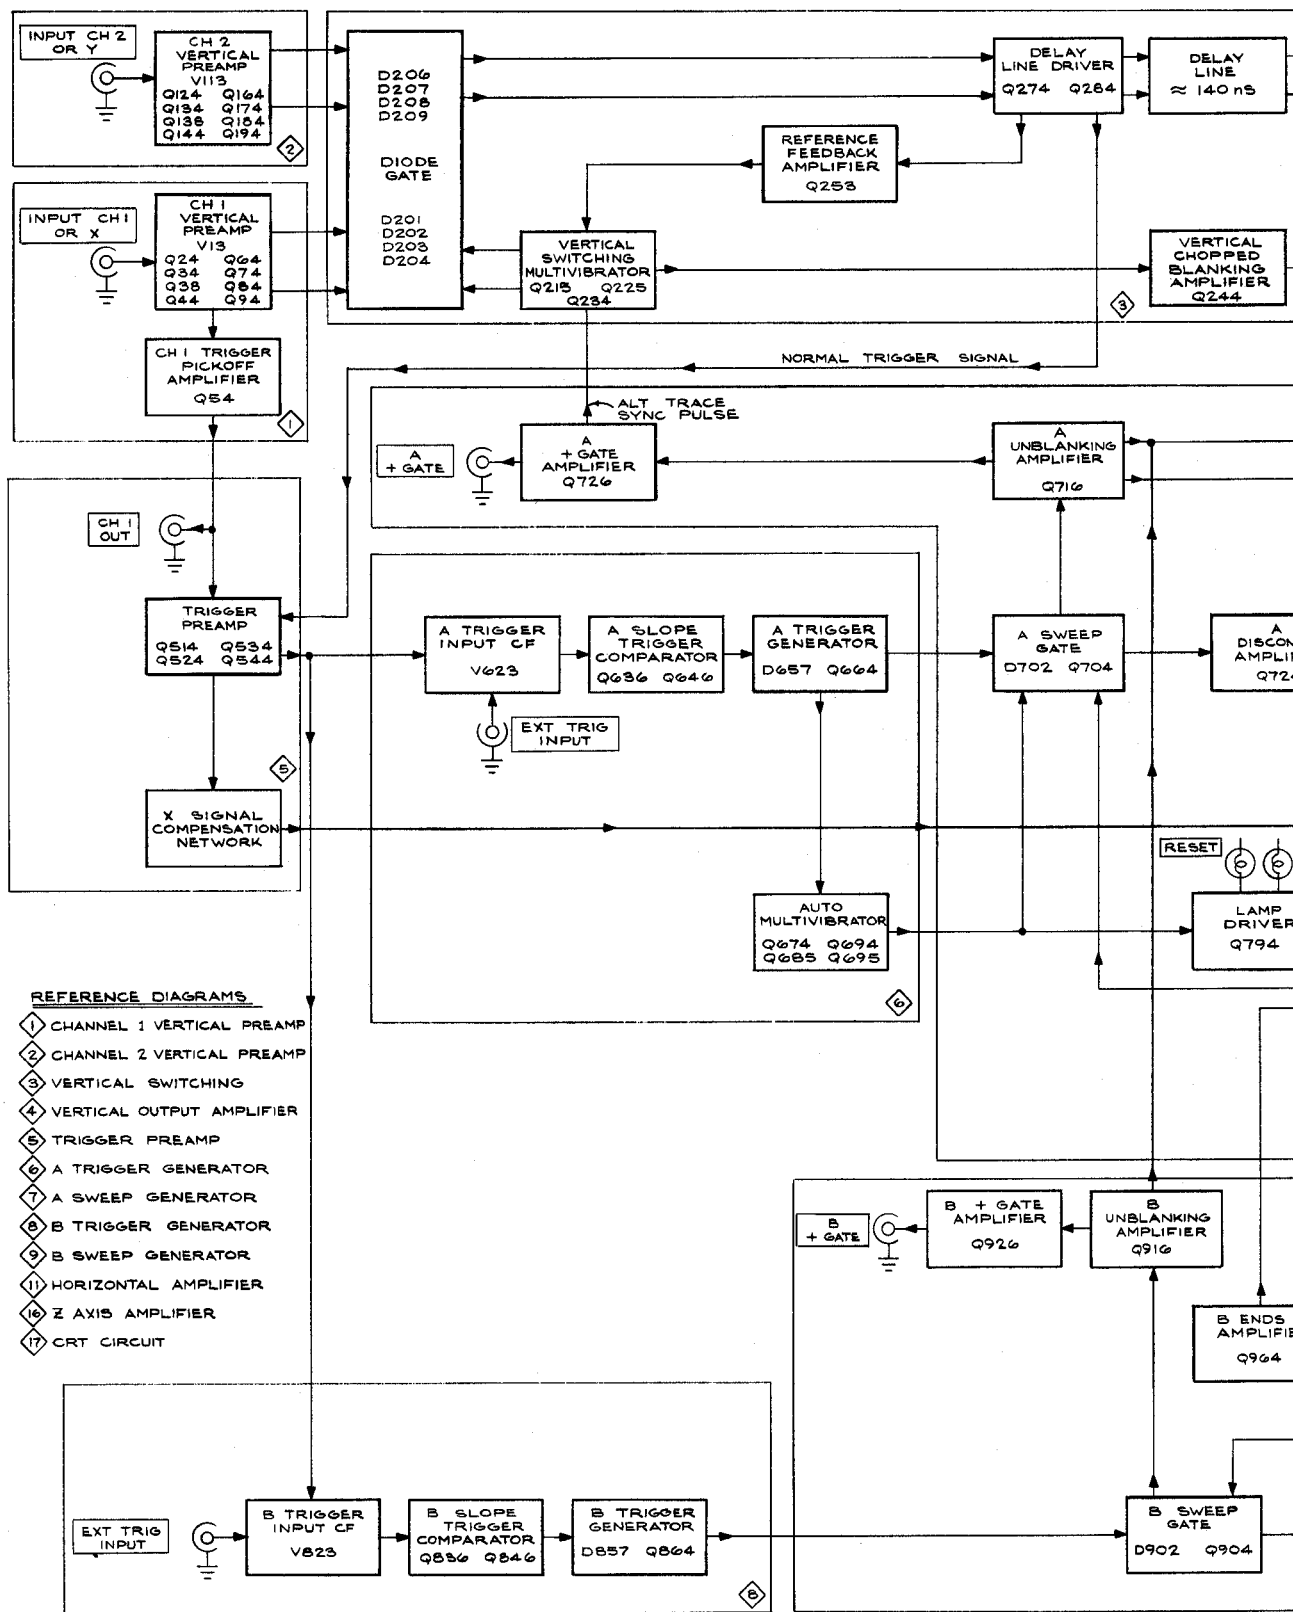 INPUT CH 2
OR Y
CH 2
VERTICAL
PREAMP
V113
Q124 Q164
Q134 Q174
Q138 Q184
Q144 Q194
2
D206
D207
D208
D209
DIODE
GATE
D201
D202
D203
D204
DELAY
LINE DRIVER
Q274 Q284
DELAY
LINE
≈ 140 nS
REFERENCE
FEEDBACK
AMPLIFIER
Q253
INPUT CH 1
OR X
CH 1
VERTICAL
PREAMP
V13
Q24 Q64
Q34 Q74
Q38 Q84
Q44 Q94
VERTICAL
SWITCHING
MULTIVIBRATOR
Q215 Q225
Q234
VERTICAL
CHOPPED
BLANKING
AMPLIFIER
Q244
3
CH 1 TRIGGER
PICKOFF
AMPLIFIER
Q54
1
NORMAL TRIGGER SIGNAL
ALT TRACE
SYNC PULSE
A
+ GATE
A
+ GATE
AMPLIFIER
Q726
A
UNBLANKING
AMPLIFIER
Q716
CH 1
OUT
TRIGGER
PREAMP
Q514 Q534
Q524 Q544
A TRIGGER
INPUT CF
V623
A SLOPE
TRIGGER
COMPARATOR
Q636 Q646
A TRIGGER
GENERATOR
D657 Q664
A SWEEP
GATE
D702 Q704
A
DISCON
AMPLIFI
Q724
EXT TRIG
INPUT
5
X SIGNAL
COMPENSATION
NETWORK
RESET
AUTO
MULTIVIBRATOR
Q674 Q694
Q685 Q695
LAMP
DRIVER
Q794
6
REFERENCE DIAGRAMS
1 CHANNEL 1 VERTICAL PREAMP
2 CHANNEL 2 VERTICAL PREAMP
3 VERTICAL SWITCHING
4 VERTICAL OUTPUT AMPLIFIER
5 TRIGGER PREAMP
6 A TRIGGER GENERATOR
7 A SWEEP GENERATOR
8 B TRIGGER GENERATOR
9 B SWEEP GENERATOR
11 HORIZONTAL AMPLIFIER
16 Z AXIS AMPLIFIER
17 CRT CIRCUIT
B
+ GATE
B + GATE
AMPLIFIER
Q926
B
UNBLANKING
AMPLIFIER
Q916
B ENDS
AMPLIFIE
Q964
EXT TRIG
INPUT
B TRIGGER
INPUT CF
V823
B SLOPE
TRIGGER
COMPARATOR
Q836 Q846
B TRIGGER
GENERATOR
D857 Q864
B SWEEP
GATE
D902 Q904
8